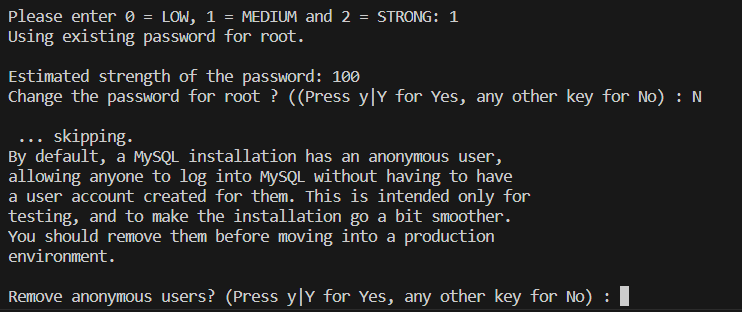 Please enter 0 = LOW, 1 = MEDIUM and 2 = STRONG: 1
Using existing password for root.
Estimated strength of the password: 100
Change the password for root ? ((Press y|Y for Yes, any other key for No) : N
... skipping.
By default, a MySQL installation has an anonymous user,
allowing anyone to log into MySQL without having to have
a user account created for them. This is intended only for
testing, and to make the installation go a bit smoother.
You should remove them before moving into a production
environment.
Remove anonymous users? (Press y|Y for Yes, any other key for No) :